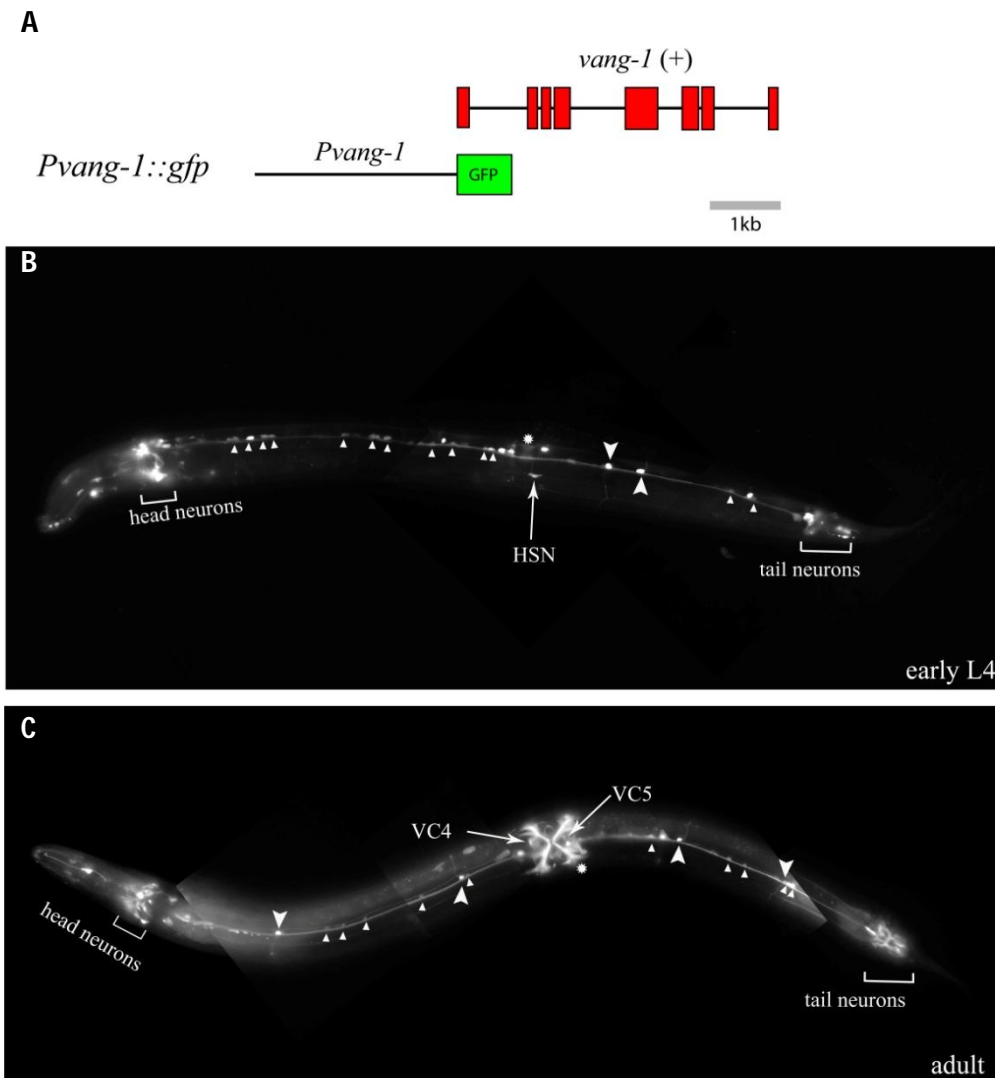 A
vang-1 (+)
Pvang-1::gfp
Pvang-1
GFP
1kb
B
head neurons
HSN
tail neurons
early L4
C
VC5
VC4
head neurons
tail neurons
adult